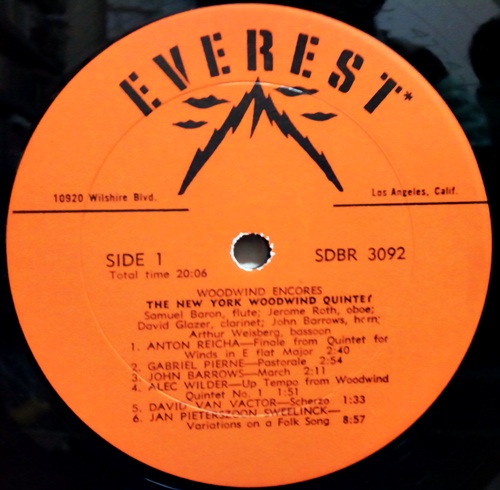 EVEREST*
10920 Wilshire Blvd.
Los Angeles, Calif.
SIDE 1
SDBR 3092
Total time 20:06
WOODWIND ENCORES
THE NEW YORK WOODWIND QUINTET
Samuel Baron, flute; Jerome Roth, oboe;
David Glazer, clarinet; John Barrows, horn;
Arthur Weisberg, bassoon
1. ANTON REICHA—Finale from Quintet for
Winds in E flat Major 2:40
2. GABRIEL PIERNE—Pastorale 2:54
3. JOHN BARROWS—March 2:11
4. ALEC WILDER—Up Tempo from Woodwind
Quintet No. 1 1:51
5. DAVID VAN VACTOR—Scherzo 1:33
6. JAN PIETERSZOON SWEELINCK—
Variations on a Folk Song 8:57